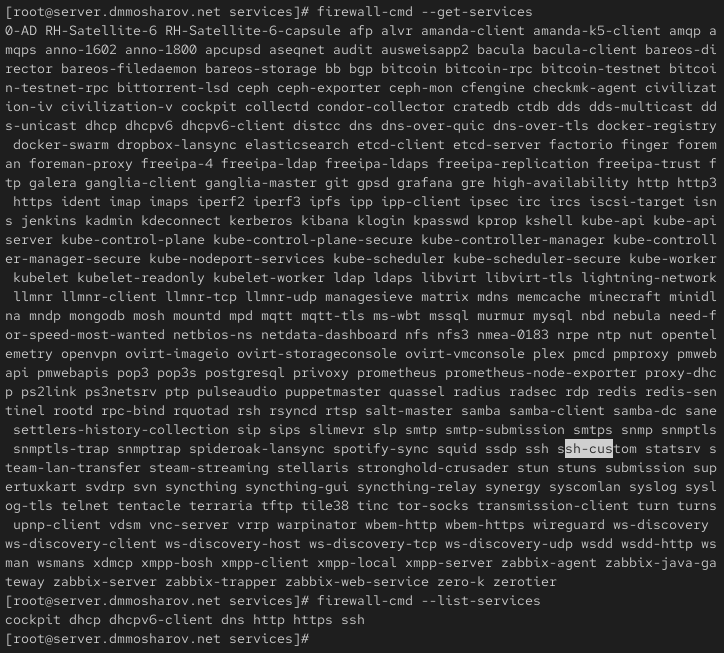 [root@server.dmmosharov.net services]# firewall-cmd --get-services
0-AD RH-Satellite-6 RH-Satellite-6-capsule afp alvr amanda-client amanda-k5-client amqp a
mqps anno-1602 anno-1800 apcupsd aseqnet audit ausweisapp2 bacula bacula-client bareos-di
rector bareos-filedaemon bareos-storage bb bgp bitcoin bitcoin-rpc bitcoin-testnet bitcoi
n-testnet-rpc bittorrent-lsd ceph ceph-exporter ceph-mon cfengine checkmk-agent civilizat
ion-iv civilization-v cockpit collectd condor-collector cratedb ctdb dds dds-multicast dd
s-unicast dhcp dhcpv6 dhcpv6-client distcc dns dns-over-quic dns-over-tls docker-registry
docker-swarm dropbox-lansync elasticsearch etcd-client etcd-server factorio finger forem
an foreman-proxy freeipa-4 freeipa-ldap freeipa-ldaps freeipa-replication freeipa-trust f
tp galera ganglia-client ganglia-master git gpsd grafana gre high-availability http http3
https ident imap imaps iperf2 iperf3 ipfs ipp ipp-client ipsec irc ircs iscsi-target isn
s jenkins kadmin kdeconnect kerberos kibana klogin kpasswd kprop kshell kube-api kube-api
server kube-control-plane kube-control-plane-secure kube-controller-manager kube-controll
er-manager-secure kube-nodeport-services kube-scheduler kube-scheduler-secure kube-worker
kubelet kubelet-readonly kubelet-worker ldap ldaps libvirt libvirt-tls lightning-network
llmnr llmnr-client llmnr-tcp llmnr-udp managesieve matrix mdns memcache minecraft minidl
na mndp mongodb mosh mountd mpd mqtt mqtt-tls ms-wbt mssql murmur mysql nbd nebula need-f
or-speed-most-wanted netbios-ns netdata-dashboard nfs nfs3 nmea-0183 nrpe ntp nut opentel
emetry openvpn ovirt-imageio ovirt-storageconsole ovirt-vmconsole plex pmcd pmproxy pmweb
api pmwebapis pop3 pop3s postgresql privoxy prometheus prometheus-node-exporter proxy-dhc
p ps2link ps3netsrv ptp pulseaudio puppetmaster quassel radius radsec rdp redis redis-sen
tinel rootd rpc-bind rquotad rsh rsyncd rtsp salt-master samba samba-client samba-dc sane
settlers-history-collection sip sips slimevr slp smtp smtp-submission smtps snmp snmptls
snmptls-trap snmptrap spideroak-lansync spotify-sync squid ssdp ssh ssh-custom statsrv s
team-lan-transfer steam-streaming stellaris stronghold-crusader stun stuns submission sup
ertuxkart svdrp svn syncthing syncthing-gui syncthing-relay synergy syscomlan syslog sysl
og-tls telnet tentacle terraria tftp tile38 tinc tor-socks transmission-client turn turns
upnp-client vdsm vnc-server vrrp warpinator wbem-http wbem-https wireguard ws-discovery
ws-discovery-client ws-discovery-host ws-discovery-tcp ws-discovery-udp wsdd wsdd-http ws
man wsmans xdmcp xmpp-bosh xmpp-client xmpp-local xmpp-server zabbix-agent zabbix-java-ga
teway zabbix-server zabbix-trapper zabbix-web-service zero-k zerotier
[root@server.dmmosharov.net services]# firewall-cmd --list-services
cockpit dhcp dhcpv6-client dns http https ssh
[root@server.dmmosharov.net services]#